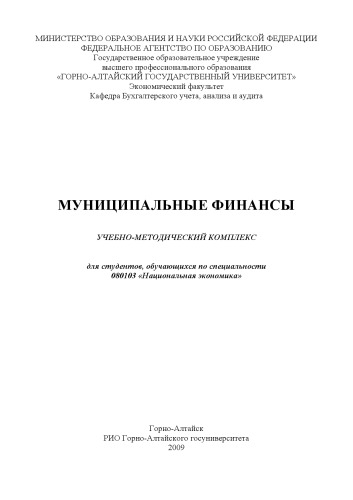 МИНИСТЕРСТВО ОБРАЗОВАНИЯ И НАУКИ РОССИЙСКОЙ ФЕДЕРАЦИИ
ФЕДЕРАЛЬНОЕ АГЕНТСТВО ПО ОБРАЗОВАНИЮ
Государственное образовательное учреждение
высшего профессионального образования
«ГОРНО-АЛТАЙСКИЙ ГОСУДАРСТВЕННЫЙ УНИВЕРСИТЕТ»
Экономический факультет
Кафедра Бухгалтерского учета, анализа и аудита
МУНИЦИПАЛЬНЫЕ ФИНАНСЫ
УЧЕБНО-МЕТОДИЧЕСКИЙ КОМПЛЕКС
для студентов, обучающихся по специальности
080103 «Национальная экономика»
Горно-Алтайск
РИО Горно-Алтайского госуниверситета
2009